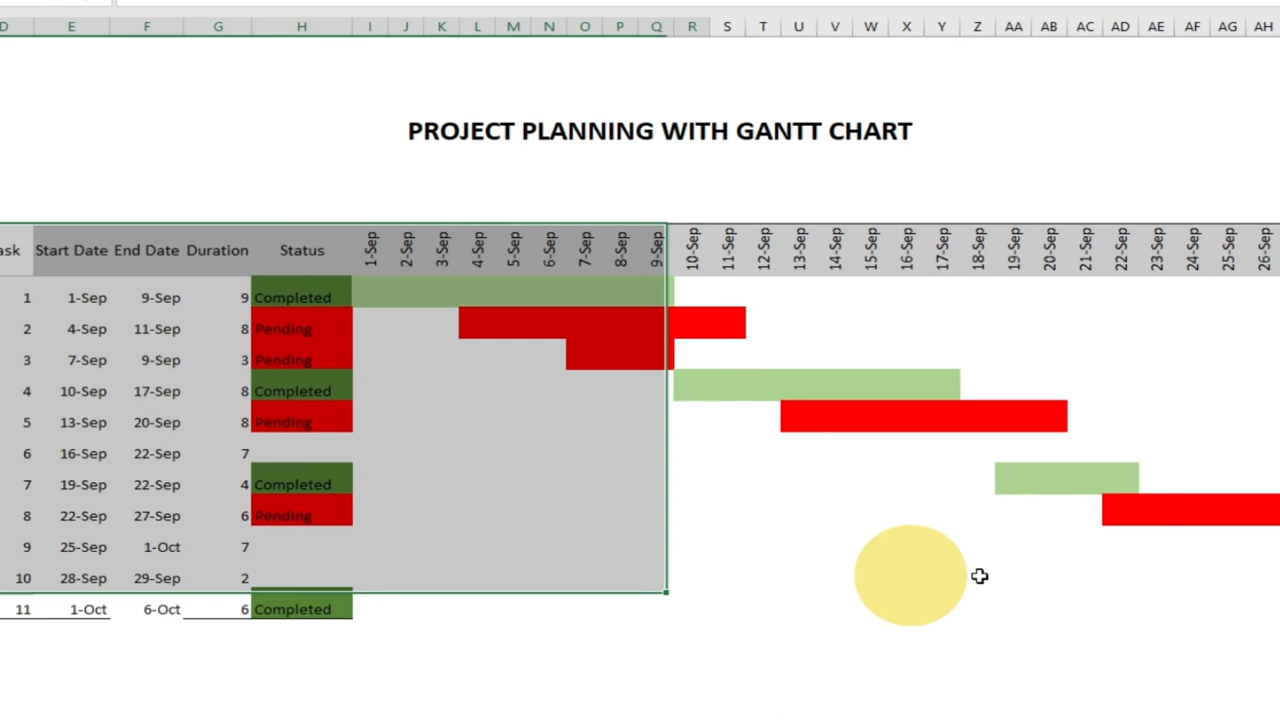 D E F G H I J K L M N O P Q R S T U V W X Y Z AA AB AC AD AE AF AG AH
PROJECT PLANNING WITH GANTT CHART
ask Start Date End Date Duration Status 1-Sep 2-Sep 3-Sep 4-Sep 5-Sep 6-Sep 7-Sep 8-Sep 9-Sep 10-Sep 11-Sep 12-Sep 13-Sep 14-Sep 15-Sep 16-Sep 17-Sep 18-Sep 19-Sep 20-Sep 21-Sep 22-Sep 23-Sep 24-Sep 25-Sep 26-Sep
1 1-Sep 9-Sep 9 Completed
2 4-Sep 11-Sep 8 Pending
3 7-Sep 9-Sep 3 Pending
4 10-Sep 17-Sep 8 Completed
5 13-Sep 20-Sep 8 Pending
6 16-Sep 22-Sep 7
7 19-Sep 22-Sep 4 Completed
8 22-Sep 27-Sep 6 Pending
9 25-Sep 1-Oct 7
10 28-Sep 29-Sep 2
11 1-Oct 6-Oct 6 Completed